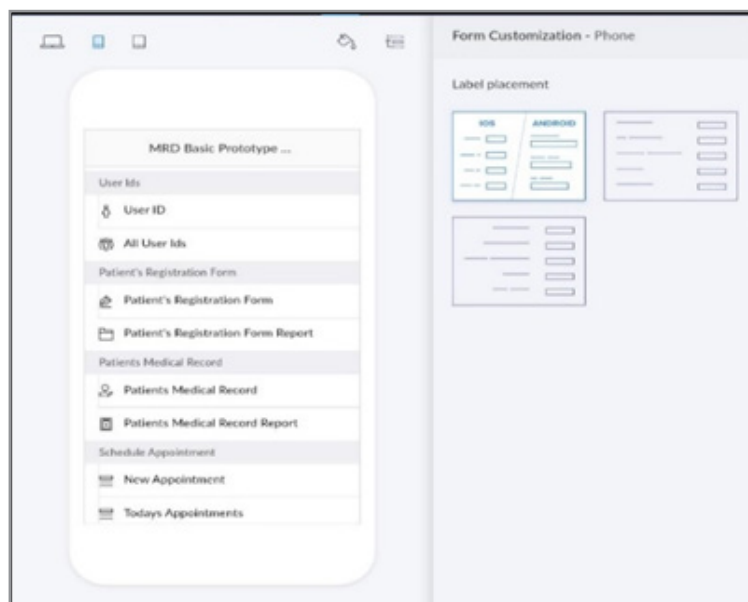 Form Customization - Phone
Label placement
IOS
ANDROID
MRD Basic Prototype ...
User Ids
User ID
All User Ids
Patient's Registration Form
Patient's Registration Form
Patient's Registration Form Report
Patients Medical Record
Patients Medical Record
Patients Medical Record Report
Schedule Appointment
New Appointment
Todays Appointments